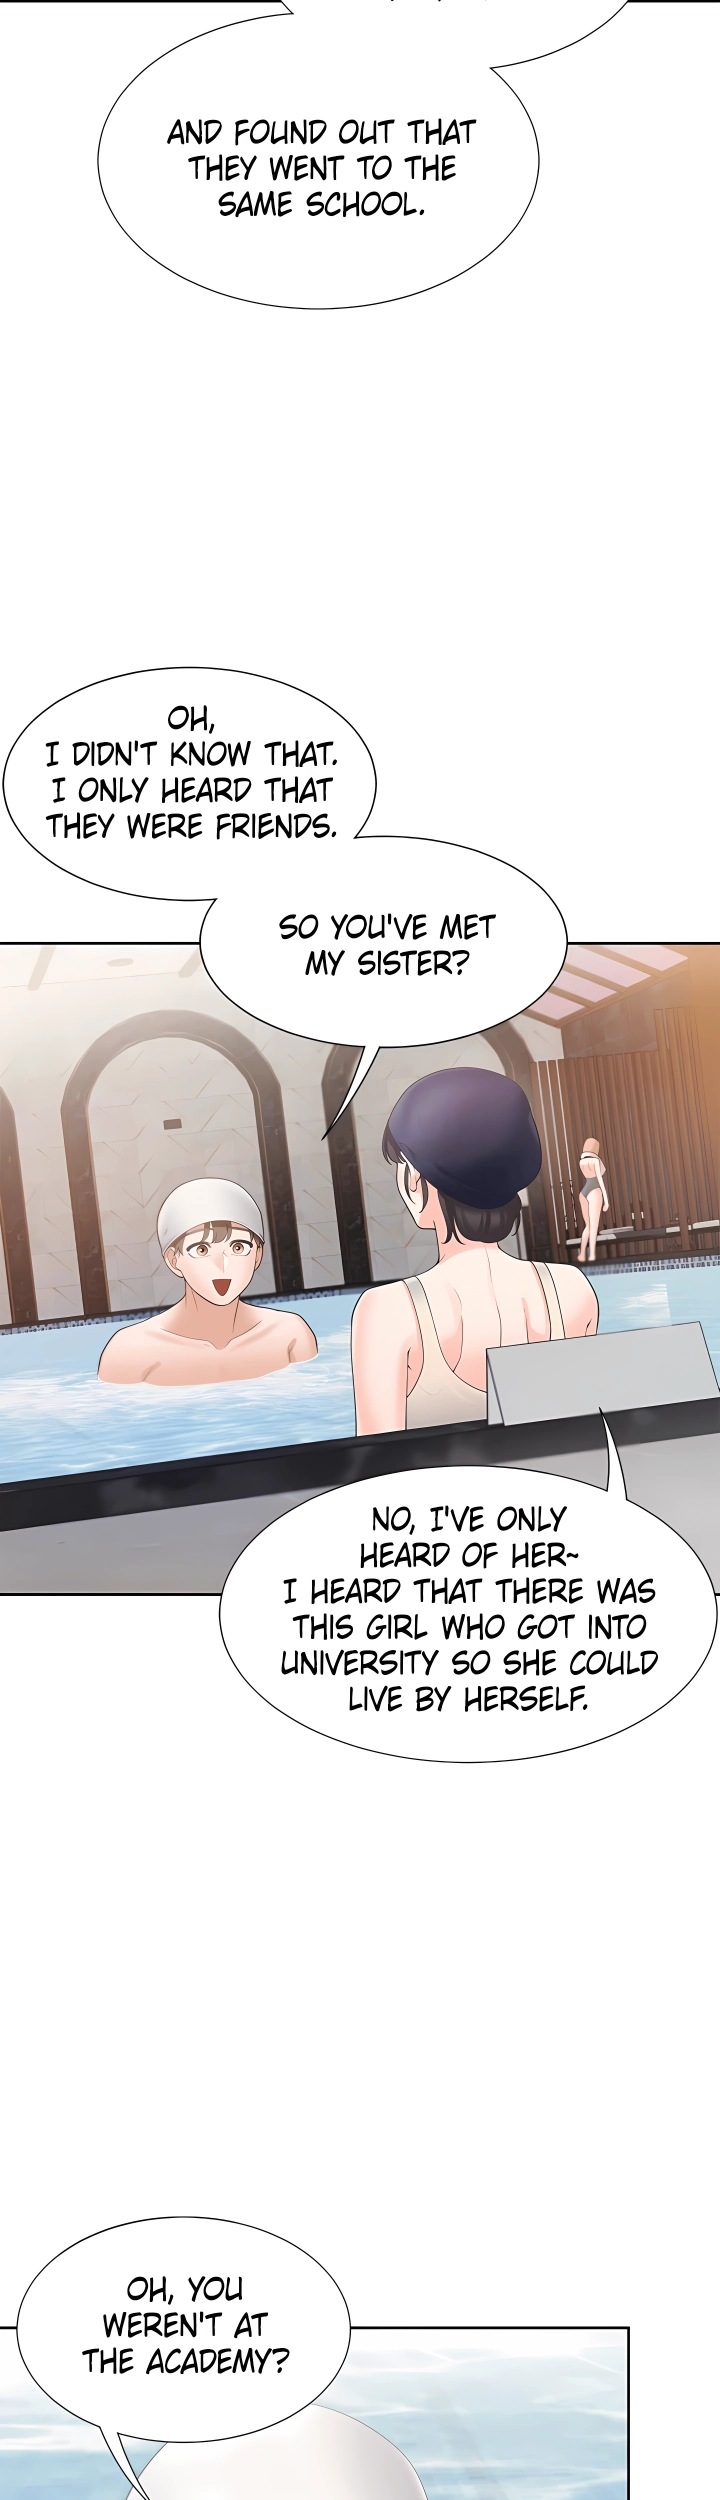 AND FOUND OUT THAT
THEY WENT TO THE
SAME SCHOOL.
OH,
I DIDN'T KNOW THAT.
I ONLY HEARD THAT
THEY WERE FRIENDS.
SO YOU'VE MET
MY SISTER?
NO, I'VE ONLY
HEARD OF HER~
I HEARD THAT THERE WAS
THIS GIRL WHO GOT INTO
UNIVERSITY SO SHE COULD
LIVE BY HERSELF.
OH, YOU
WEREN'T AT
THE ACADEMY?